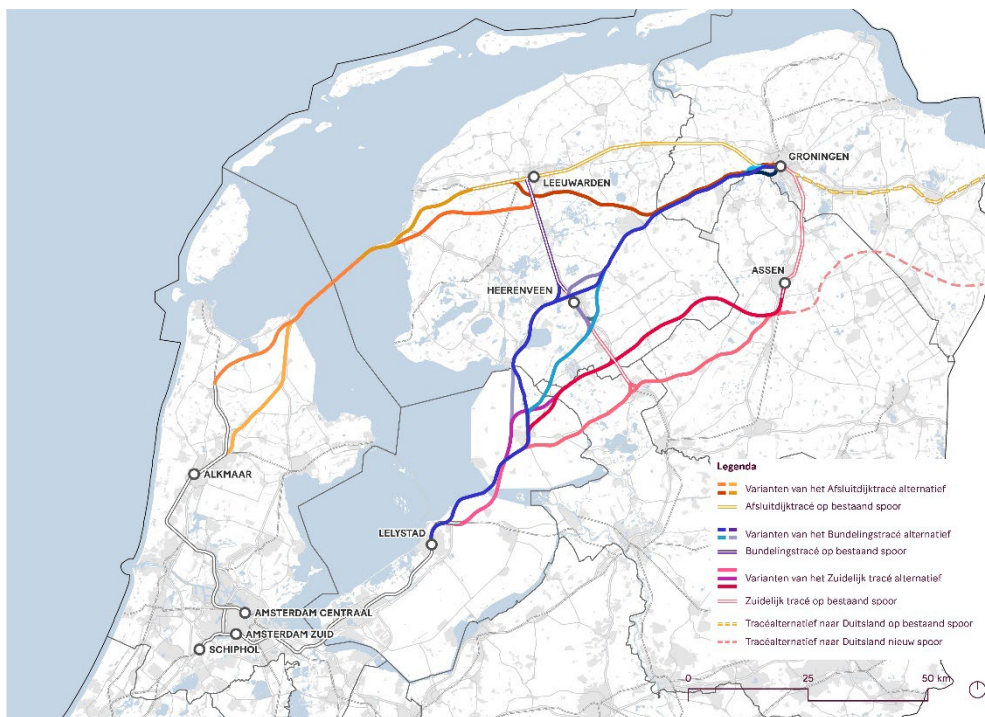 GRONINGEN
LEEUWARDEN
ASSEN
HEERENVEEN
ALKMAAR
LELYSTAD
AMSTERDAM CENTRAAL
AMSTERDAM ZUID
SCHIPHOL
Legenda
Varianten van het Afsluitdijktracé alternatief
Afsluitdijktracé op bestaand spoor
Varianten van het Bundelingstracé alternatief
Bundelingstracé op bestaand spoor
Varianten van het Zuidelijk tracé alternatief
Zuidelijk tracé op bestaand spoor
Tracéalternatief naar Duitsland op bestaand spoor
Tracéalternatief naar Duitsland nieuw spoor
0 25 50 km